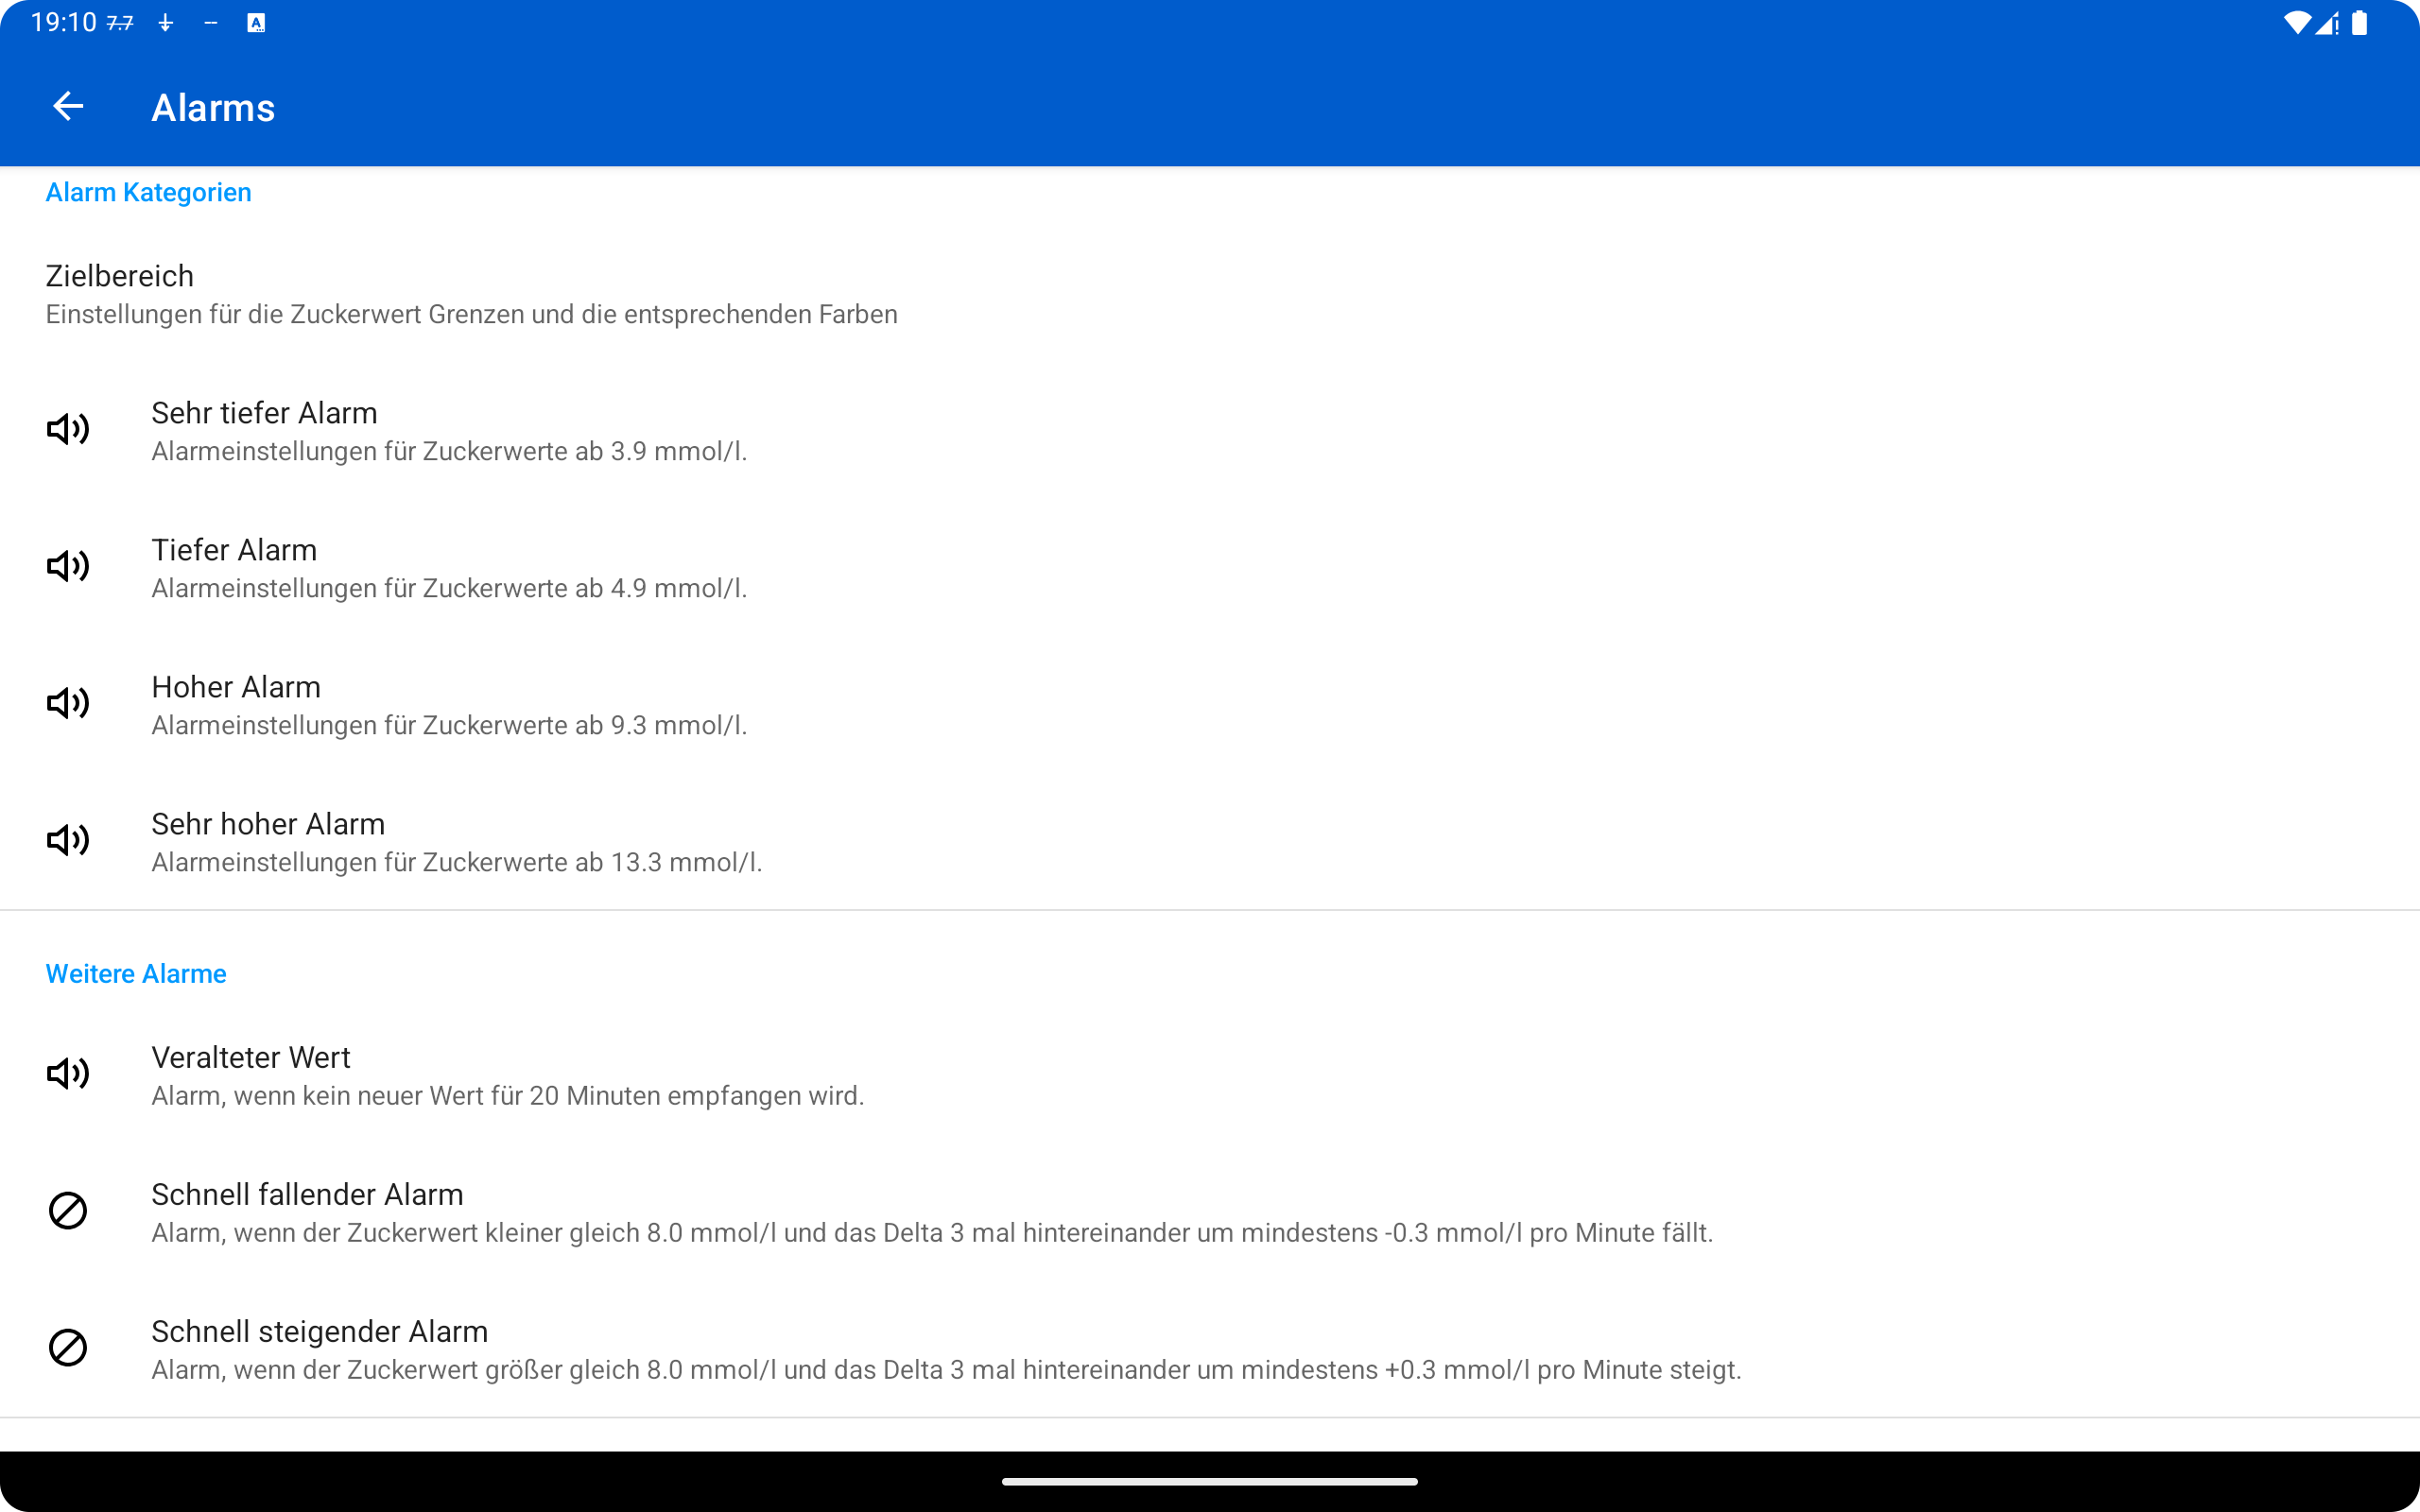 19:10 7.7
Alarms
Alarm Kategorien
Zielbereich
Einstellungen für die Zuckerwert Grenzen und die entsprechenden Farben
Sehr tiefer Alarm
Alarmeinstellungen für Zuckerwerte ab 3.9 mmol/l.
Tiefer Alarm
Alarmeinstellungen für Zuckerwerte ab 4.9 mmol/l.
Hoher Alarm
Alarmeinstellungen für Zuckerwerte ab 9.3 mmol/l.
Sehr hoher Alarm
Alarmeinstellungen für Zuckerwerte ab 13.3 mmol/l.
Weitere Alarme
Veralteter Wert
Alarm, wenn kein neuer Wert für 20 Minuten empfangen wird.
Schnell fallender Alarm
Alarm, wenn der Zuckerwert kleiner gleich 8.0 mmol/l und das Delta 3 mal hintereinander um mindestens -0.3 mmol/l pro Minute fällt.
Schnell steigender Alarm
Alarm, wenn der Zuckerwert größer gleich 8.0 mmol/l und das Delta 3 mal hintereinander um mindestens +0.3 mmol/l pro Minute steigt.